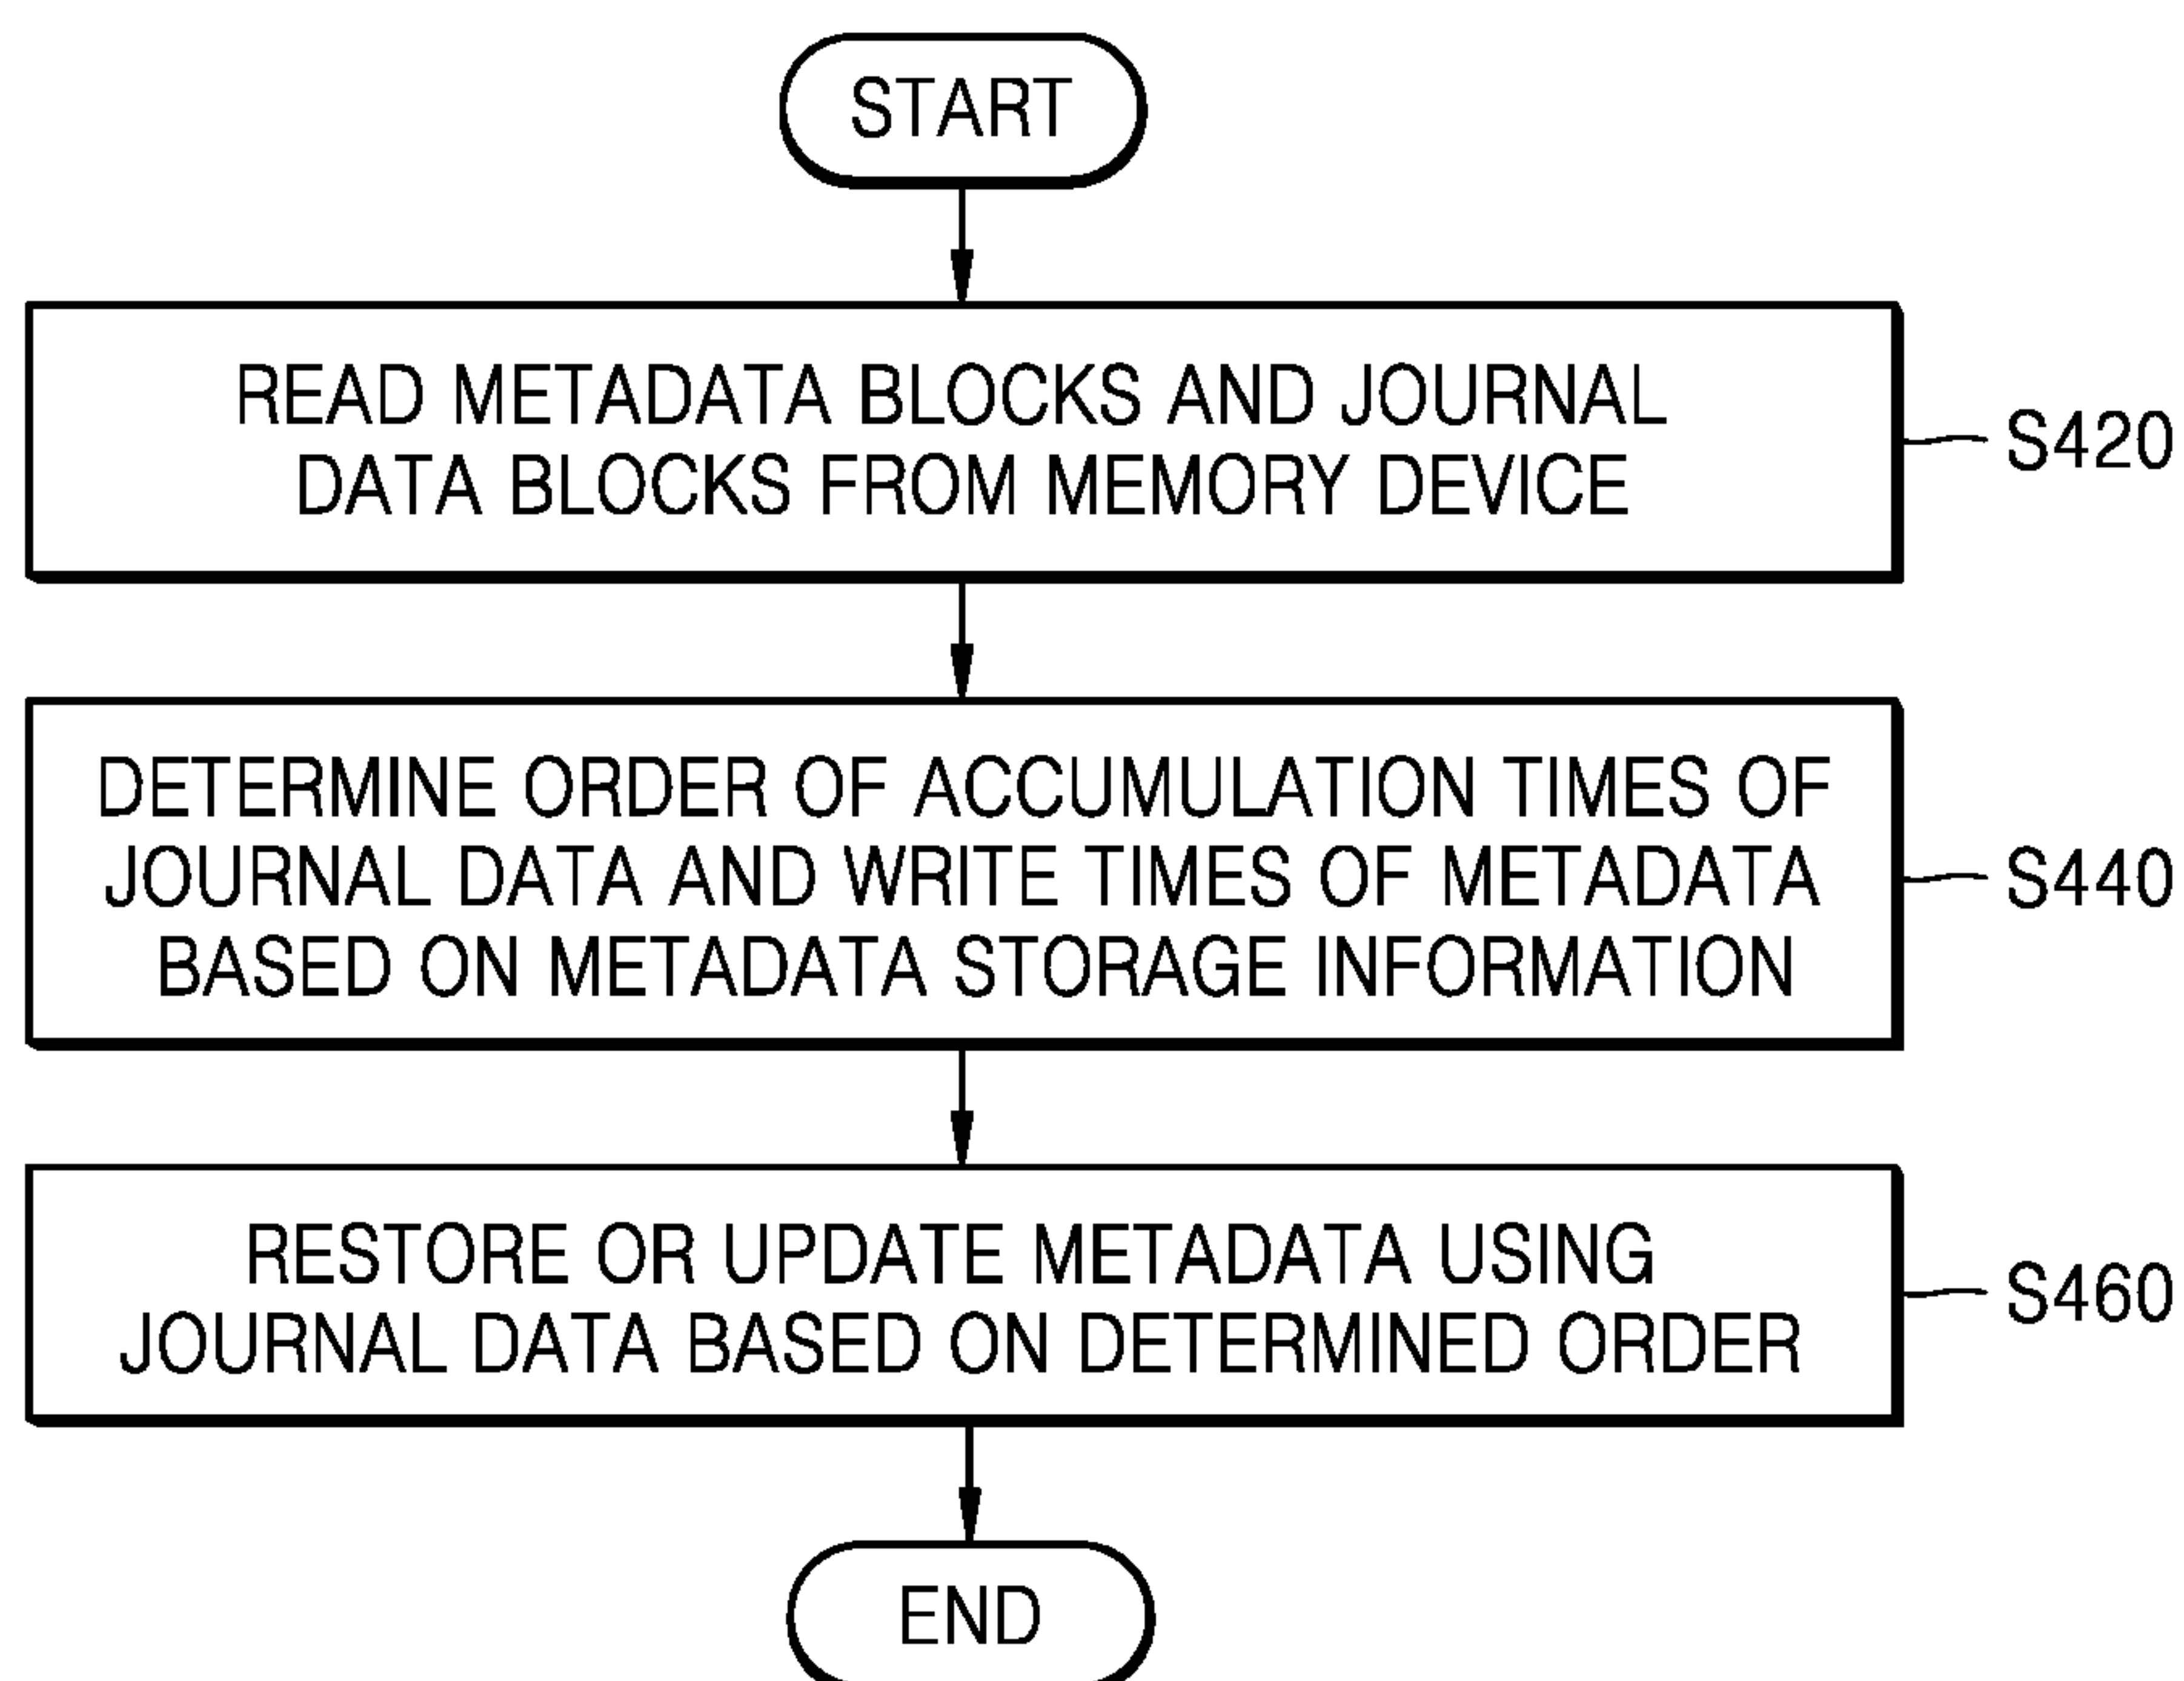 START
READ METADATA BLOCKS AND JOURNAL
DATA BLOCKS FROM MEMORY DEVICE
S420
DETERMINE ORDER OF ACCUMULATION TIMES OF
JOURNAL DATA AND WRITE TIMES OF METADATA
BASED ON METADATA STORAGE INFORMATION
S440
RESTORE OR UPDATE METADATA USING
JOURNAL DATA BASED ON DETERMINED ORDER
S460
END